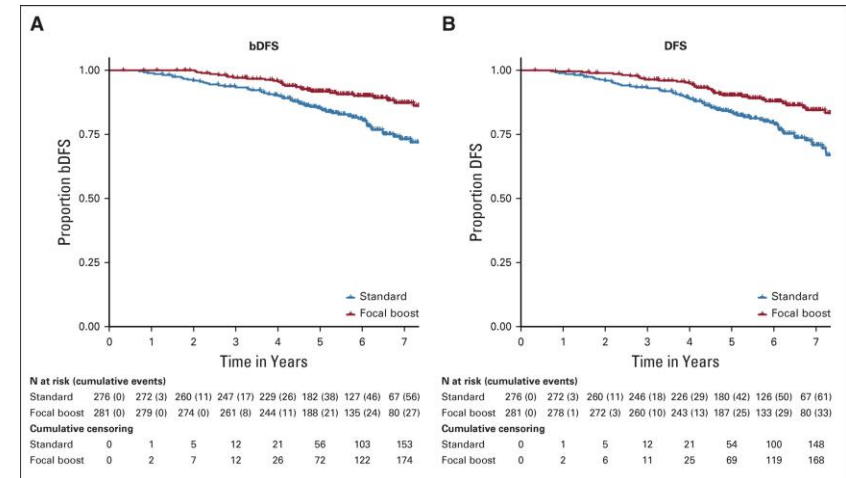 A
bDFS
1.00
0.75
0.50
0.25
0.00
Proportion bDFS
Standard
Focal boost
0 1 2 3 4 5 6 7
Time in Years
N at risk (cumulative events)
Standard 276 (0) 272 (3) 260 (11) 247 (17) 229 (26) 182 (38) 127 (46) 67 (56)
Focal boost 281 (0) 279 (0) 274 (0) 261 (8) 244 (11) 188 (21) 135 (24) 80 (27)
Cumulative censoring
Standard 0 1 5 12 21 56 103 153
Focal boost 0 2 7 12 26 72 122 174
B
DFS
1.00
0.75
0.50
0.25
0.00
Proportion DFS
Standard
Focal boost
0 1 2 3 4 5 6 7
Time in Years
N at risk (cumulative events)
Standard 276 (0) 272 (3) 260 (11) 246 (18) 226 (29) 180 (42) 126 (50) 67 (61)
Focal boost 281 (0) 278 (1) 272 (3) 260 (10) 243 (13) 187 (25) 133 (29) 80 (33)
Cumulative censoring
Standard 0 1 5 12 21 54 100 148
Focal boost 0 2 6 11 25 69 119 168